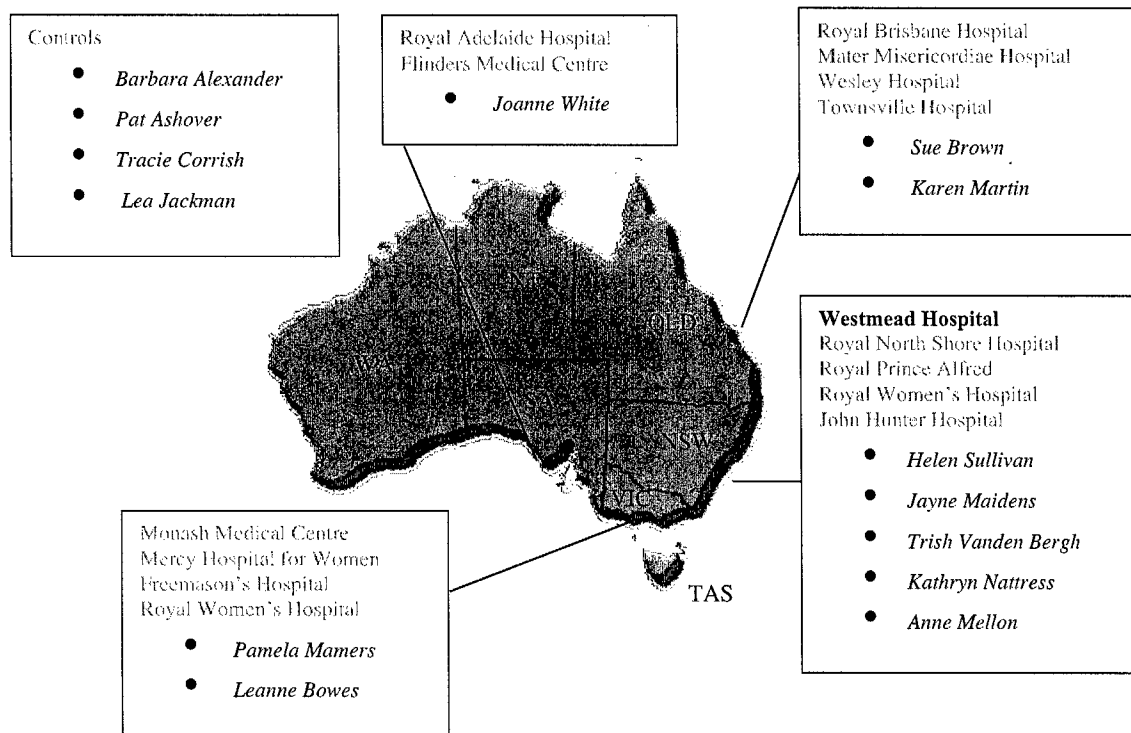 Controls
Barbara Alexander
Pat Ashover
Tracie Corrish
Lea Jackman
Royal Adelaide Hospital
Flinders Medical Centre
Joanne White
Royal Brisbane Hospital
Mater Misericordiae Hospital
Wesley Hospital
Townsville Hospital
Sue Brown
Karen Martin
NT
QLD
WA
SA
NSW
VIC
TAS
Westmead Hospital
Royal North Shore Hospital
Royal Prince Alfred
Royal Women's Hospital
John Hunter Hospital
Helen Sullivan
Jayne Maidens
Trish Vanden Bergh
Kathryn Nattress
Anne Mellon
Monash Medical Centre
Mercy Hospital for Women
Freemason's Hospital
Royal Women's Hospital
Pamela Mamers
Leanne Bowes